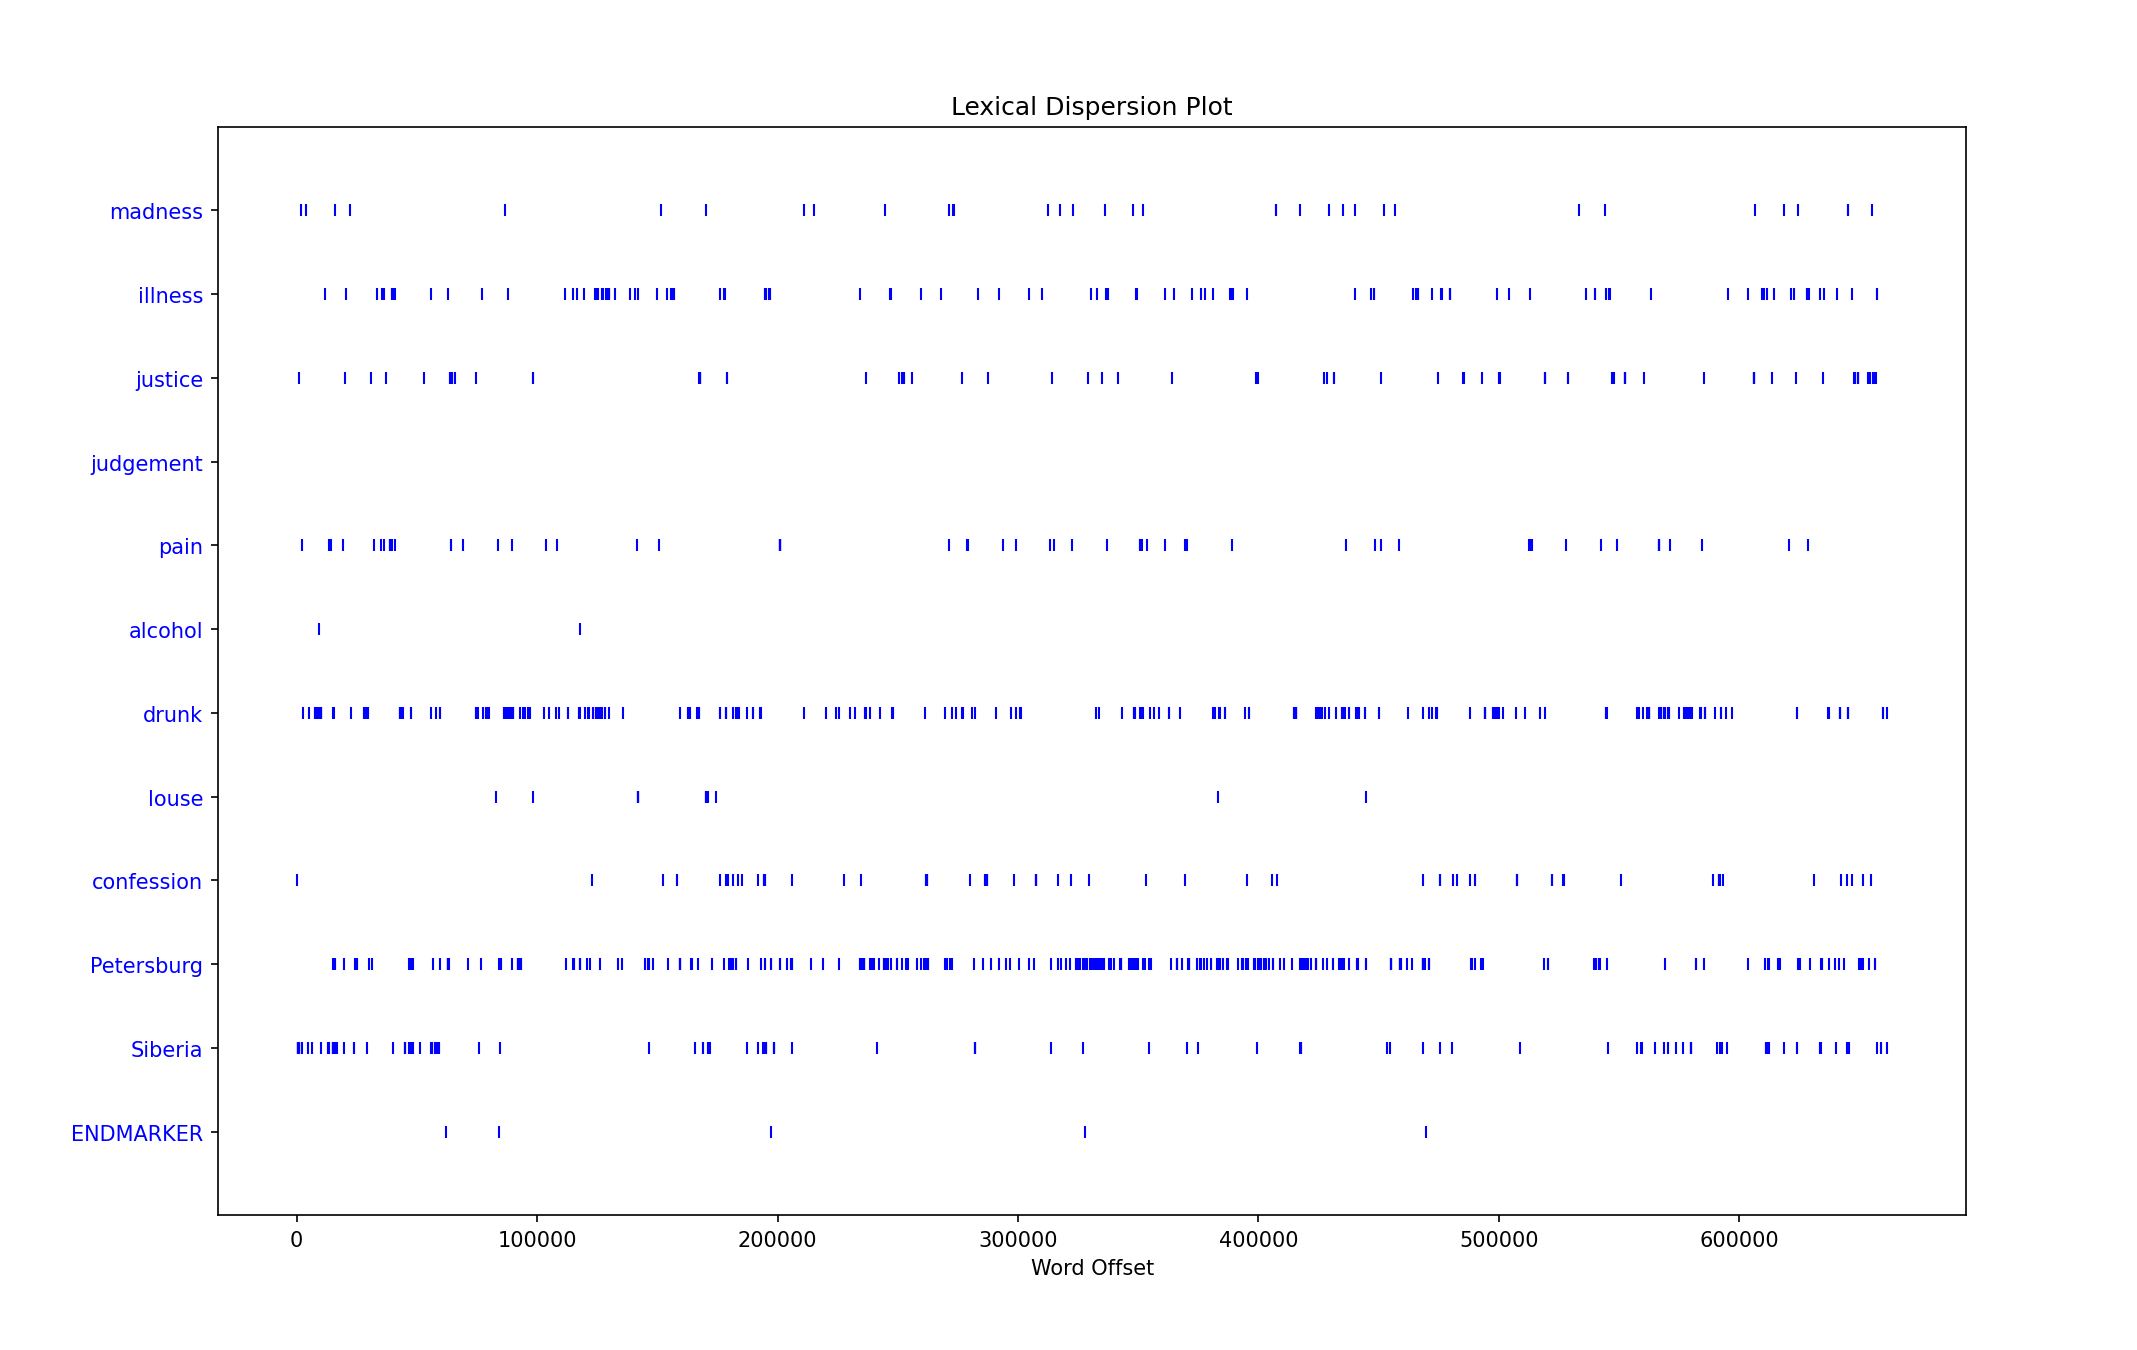 Lexical Dispersion Plot
madness
illness
justice
judgement
pain
alcohol
drunk
louse
confession
Petersburg
Siberia
ENDMARKER
0 100000 200000 300000 400000 500000 600000
Word Offset